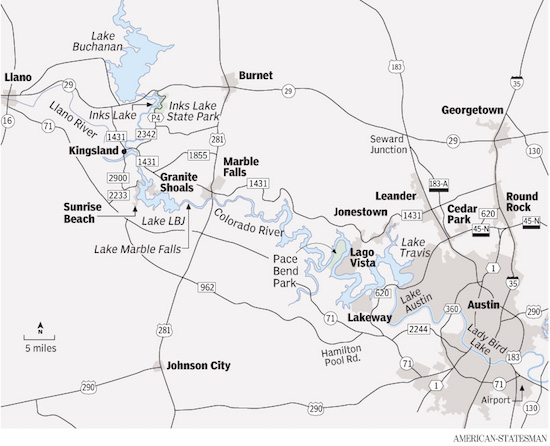 Lake
Buchanan
Llano
29
16
71
Llano River
Inks Lake
Inks Lake
State Park
P4
2342
1431
Kingsland
1431
2900
2233
Burnet
29
281
1855
Marble
Falls
1431
Granite
Shoals
Sunrise
Beach
Lake LBJ
Lake Marble Falls
Colorado River
183
35
Georgetown
Seward
Junction
29
130
183-A
Leander
Jonestown
1431
Cedar
Park
620
Round
Rock
45-N
45-N
Lago
Vista
Lake
Travis
Pace
Bend
Park
1
35
962
620
Lake
Austin
Austin
Lakeway
71
360
290
2244
Lady Bird
Lake
183
Hamilton
Pool Rd.
71
1
71
Airport
130
N
5 miles
281
Johnson City
290
290
AMERICAN-STATESMAN